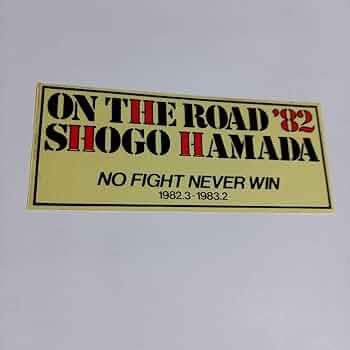 ON THE ROAD '82
SHOGO HAMADA
NO FIGHT NEVER WIN
1982.3-1983.2